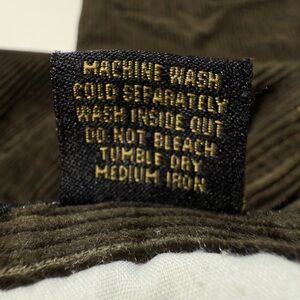 MACHINE WASH
COLD SEPARATELY
WASH INSIDE OUT
DO NOT BLEACH
TUMBLE DRY
MEDIUM IRON